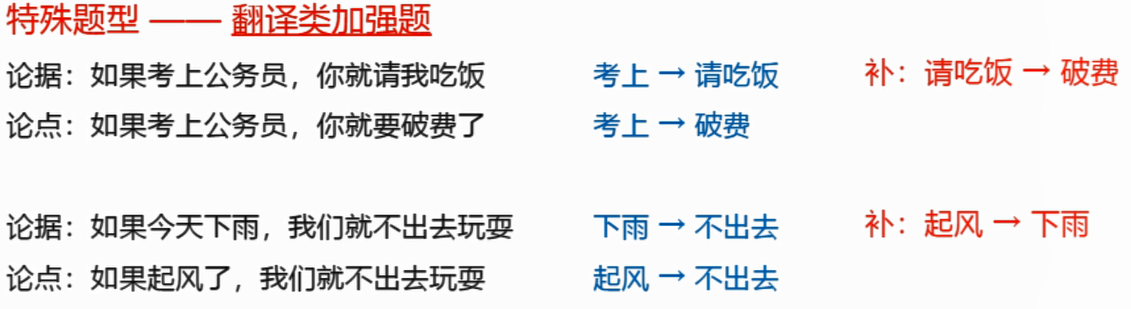 特殊题型 —— 翻译类加强题
论据：如果考上公务员，你就请我吃饭 考上 → 请吃饭 补：请吃饭 → 破费
论点：如果考上公务员，你就要破费了 考上 → 破费
论据：如果今天下雨，我们就不出去玩耍 下雨 → 不出去 补：起风 → 下雨
论点：如果起风了，我们就不出去玩耍 起风 → 不出去